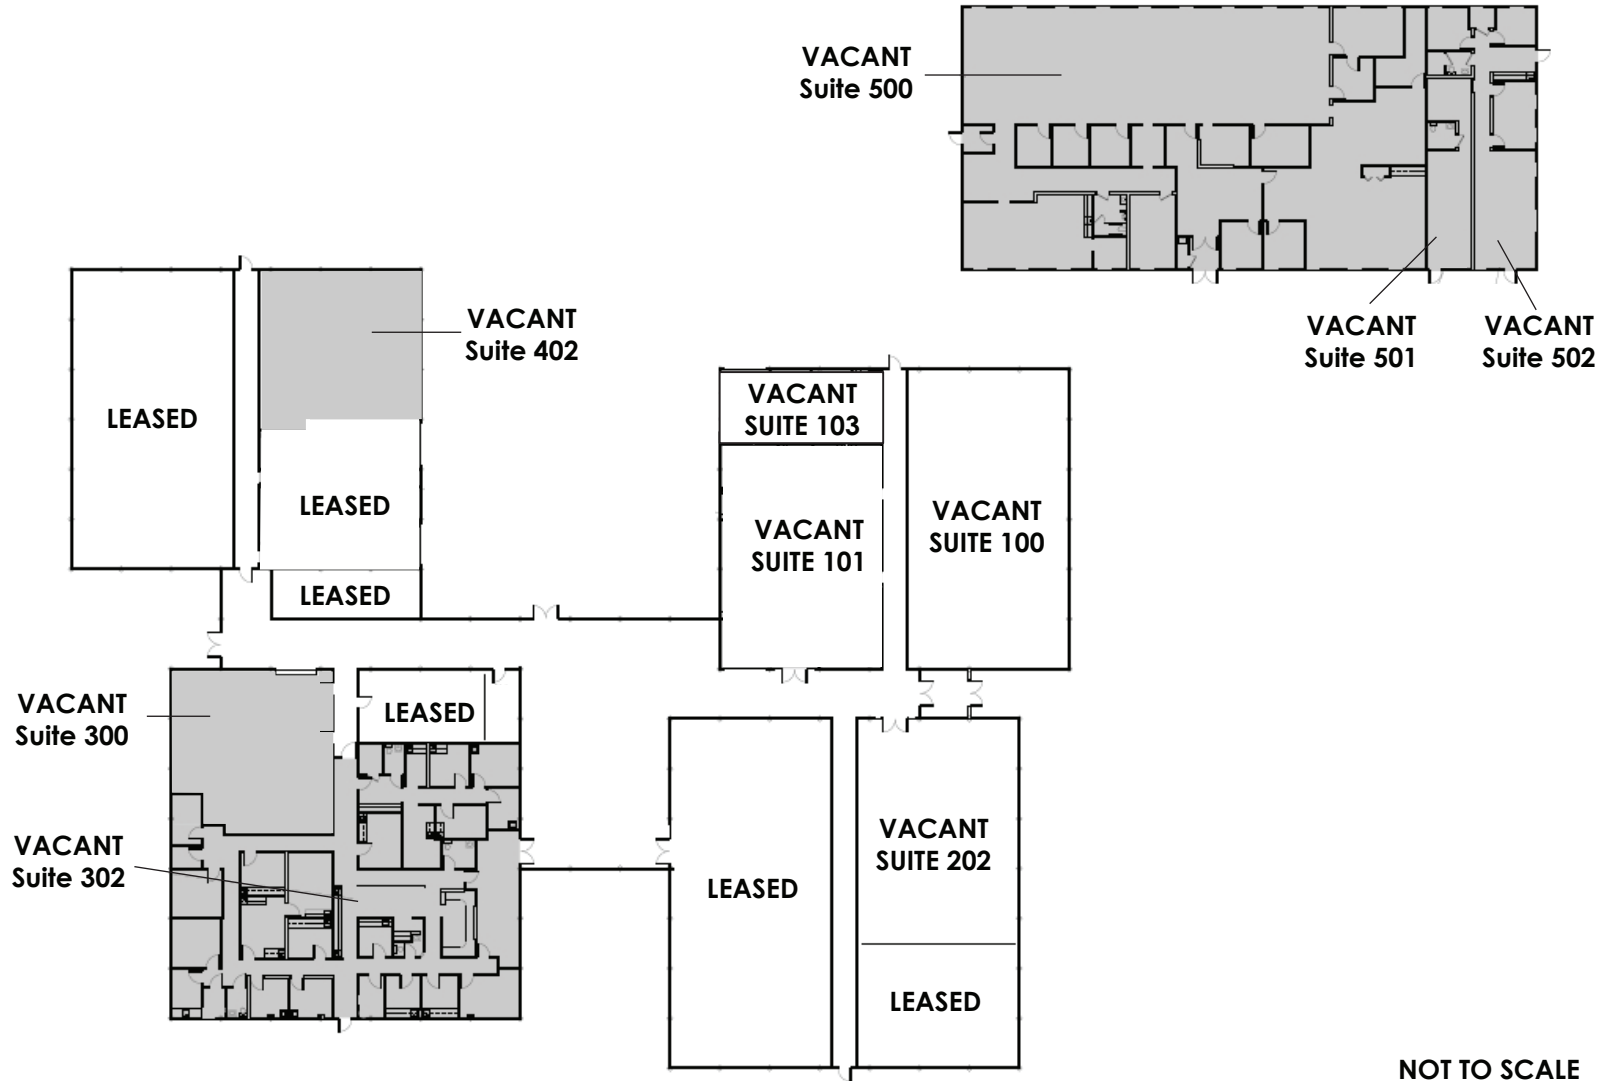 VACANT
Suite 500
VACANT
Suite 501
VACANT
Suite 502
VACANT
Suite 402
LEASED
LEASED
LEASED
VACANT
SUITE 103
VACANT
SUITE 101
VACANT
SUITE 100
VACANT
Suite 300
LEASED
VACANT
Suite 302
LEASED
VACANT
SUITE 202
LEASED
NOT TO SCALE